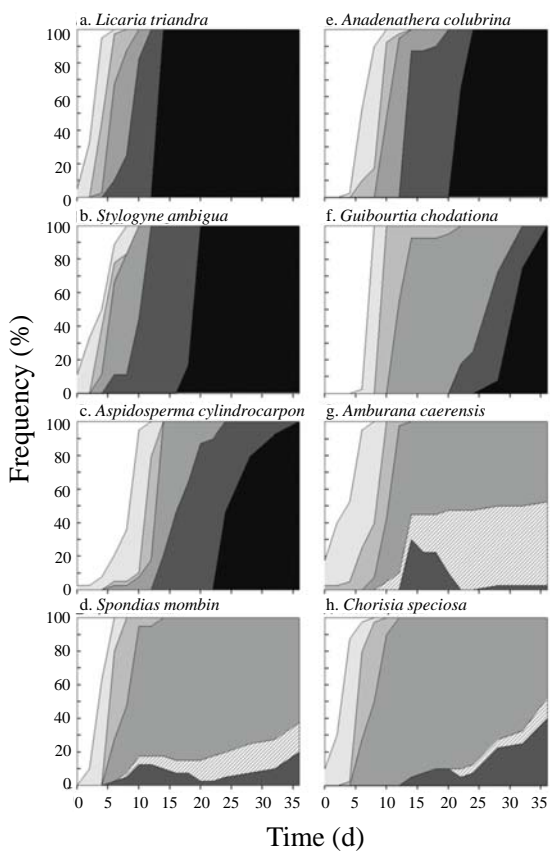 a. Licaria triandra
e. Anadenathera colubrina
100
80
60
40
20
0
b. Stylogyne ambigua
f. Guibourtia chodationa
100
80
60
40
20
0
c. Aspidosperma cylindrocarpon
g. Amburana caerensis
100
80
60
40
20
0
d. Spondias mombin
h. Chorisia speciosa
100
80
60
40
20
0
Frequency (%)
0 5 10 15 20 25 30 35
0 5 10 15 20 25 30 35
Time (d)